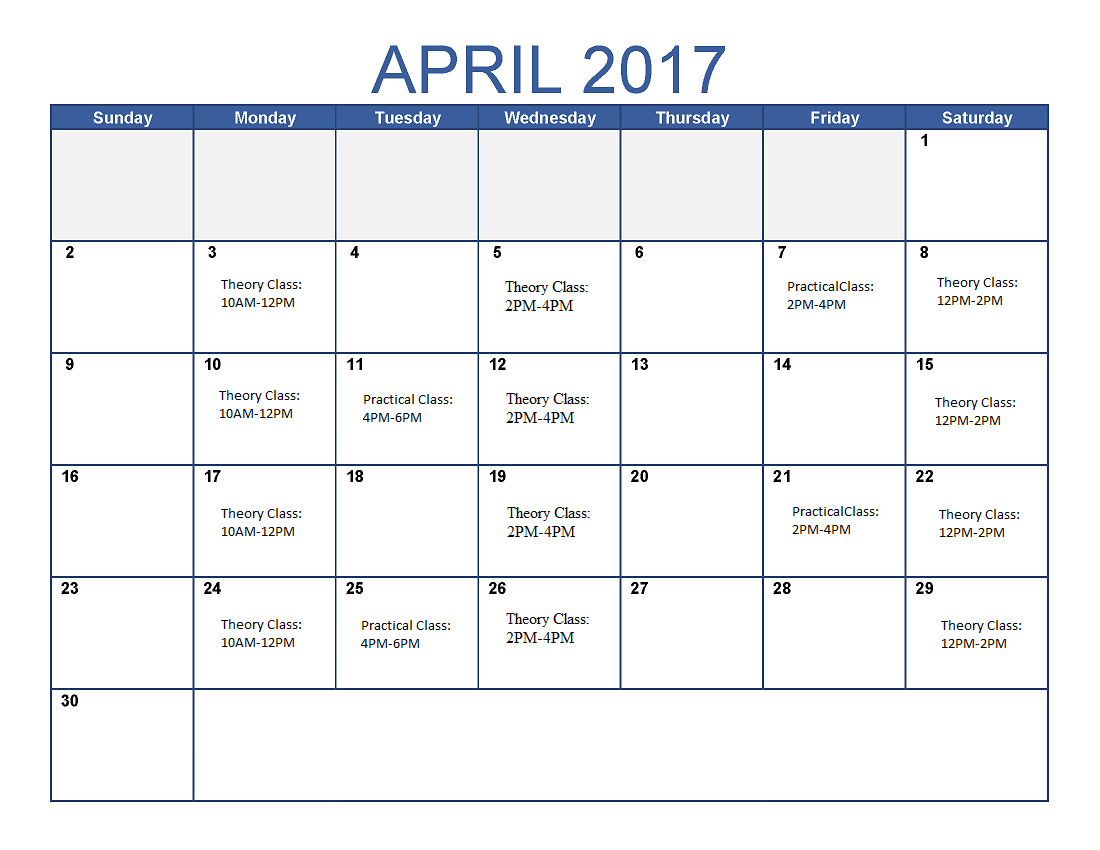 APRIL 2017
Sunday Monday Tuesday Wednesday Thursday Friday Saturday
1
2 3 4 5 6 7 8
Theory Class: Theory Class: PracticalClass: Theory Class:
10AM-12PM 2PM-4PM 2PM-4PM 12PM-2PM
9 10 11 12 13 14 15
Theory Class: Practical Class: Theory Class: Theory Class:
10AM-12PM 4PM-6PM 2PM-4PM 12PM-2PM
16 17 18 19 20 21 22
Theory Class: Theory Class: PracticalClass: Theory Class:
10AM-12PM 2PM-4PM 2PM-4PM 12PM-2PM
23 24 25 26 27 28 29
Theory Class: Practical Class: Theory Class: Theory Class:
10AM-12PM 4PM-6PM 2PM-4PM 12PM-2PM
30